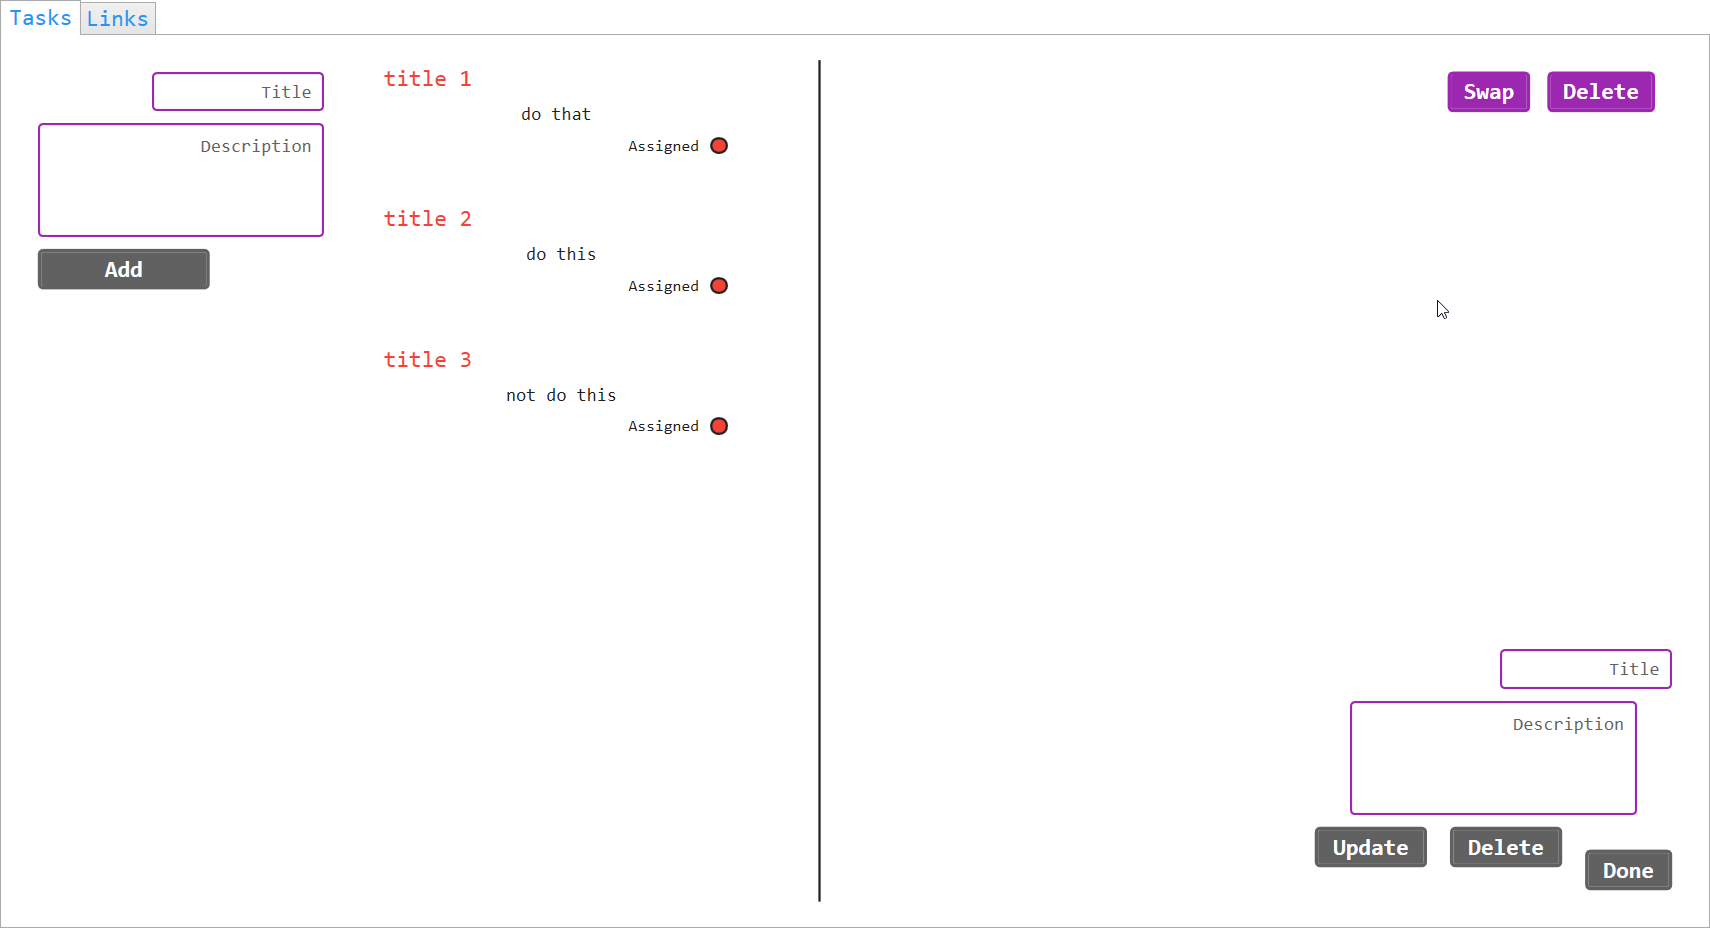 Tasks Links
Title
Description
Add
title 1
do that
Assigned
title 2
do this
Assigned
title 3
not do this
Assigned
Swap Delete
Title
Description
Update Delete
Done